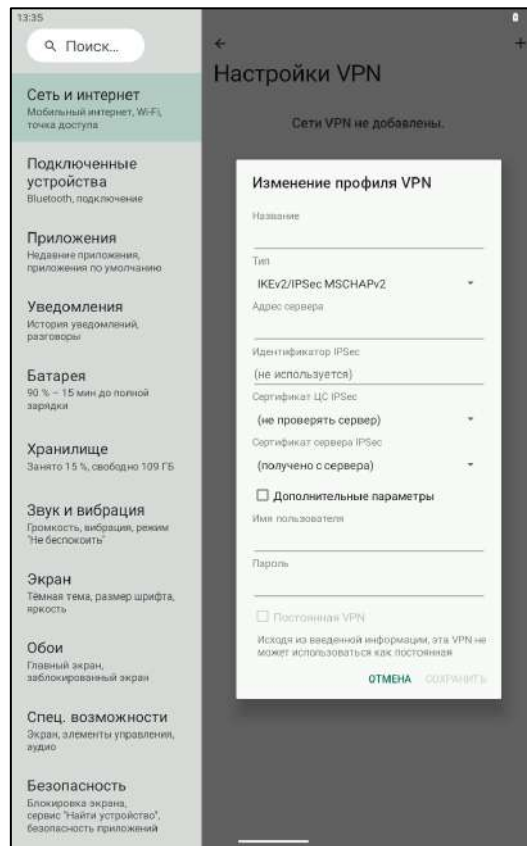 13:35
Поиск...
Сеть и интернет
Мобильный интернет, Wi-Fi,
точка доступа
Подключенные
устройства
Bluetooth, подключение
Приложения
Недавние приложения,
приложения по умолчанию
Уведомления
История уведомлений,
разговоры
Батарея
90 % – 15 мин до полной
зарядки
Хранилище
Занято 15 %, свободно 109 ГБ
Звук и вибрация
Громкость, вибрация, режим
"Не беспокоить"
Экран
Тёмная тема, размер шрифта,
яркость
Обои
Главный экран,
заблокированный экран
Спец. возможности
Экран, элементы управления,
аудио
Безопасность
Блокировка экрана,
сервис "Найти устройство",
безопасность приложений
Настройки VPN
Сети VPN не добавлены.
Изменение профиля VPN
Название
Тип
IKEv2/IPSec MSCHAPv2
Адрес сервера
Идентификатор IPSec
(не используется)
Сертификат ЦС IPSec
(не проверять сервер)
Сертификат сервера IPSec
(получено с сервера)
Дополнительные параметры
Имя пользователя
Пароль
Постоянная VPN
Исходя из введенной информации, эта VPN не
может использоваться как постоянная
ОТМЕНА СОХРАНИТЬ